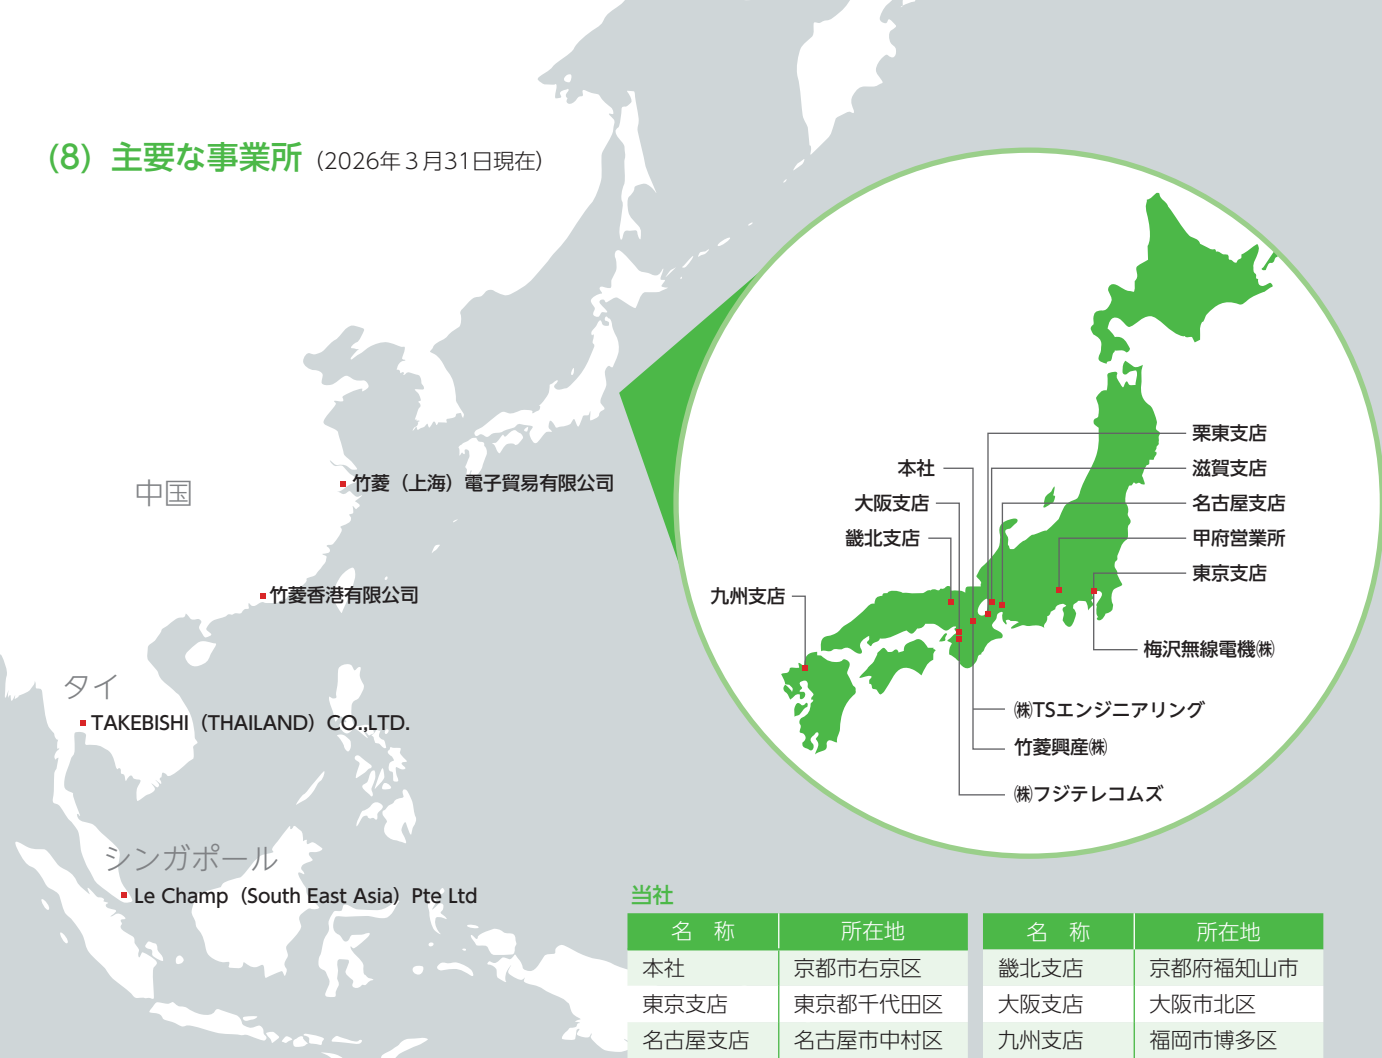 (8) 主要な事業所（2026年3月31日現在）
中国
竹菱（上海）電子貿易有限公司
竹菱香港有限公司
タイ
TAKEBISHI（THAILAND）CO.,LTD.
シンガポール
Le Champ（South East Asia）Pte Ltd
本社
大阪支店
畿北支店
九州支店
栗東支店
滋賀支店
名古屋支店
甲府営業所
東京支店
梅沢無線電機㈱
㈱TSエンジニアリング
竹菱興産㈱
㈱フジテレコムズ
当社
名　称 所在地 名　称 所在地
本社 京都市右京区 畿北支店 京都府福知山市
東京支店 東京都千代田区 大阪支店 大阪市北区
名古屋支店 名古屋市中村区 九州支店 福岡市博多区